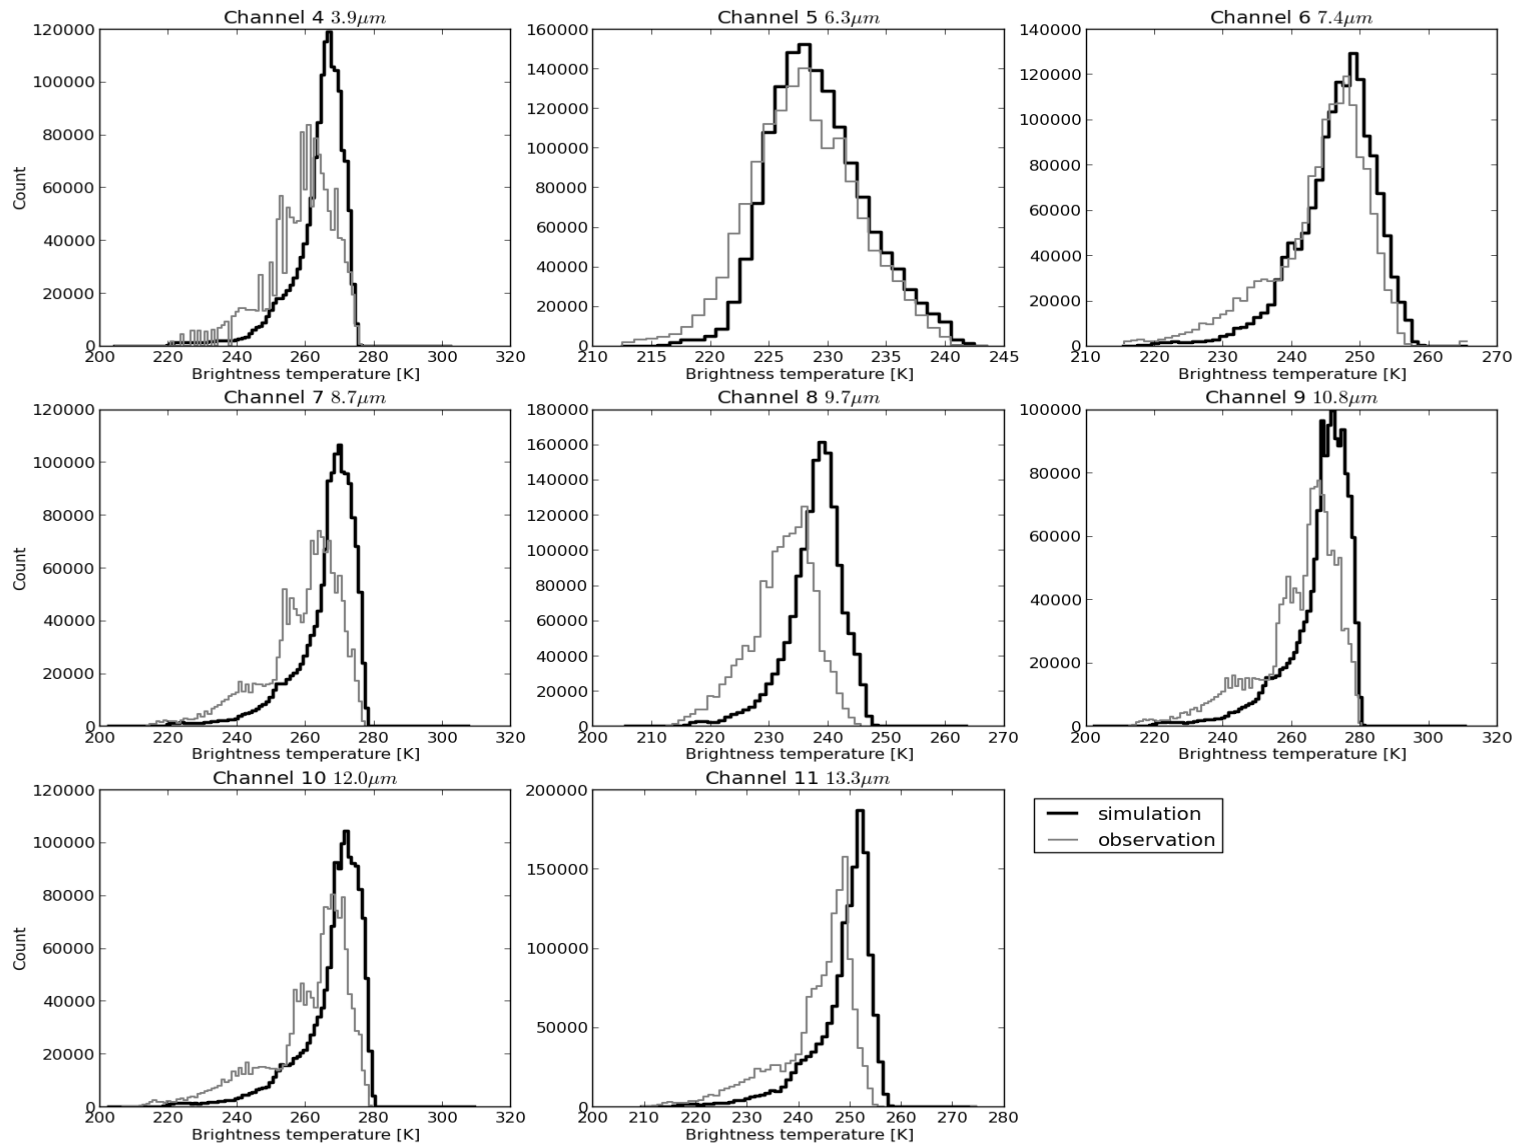 Channel 4 3.9μm
Channel 5 6.3μm
Channel 6 7.4μm
120000
100000
80000
60000
40000
20000
0
Count
200 220 240 260 280 300 320
Brightness temperature [K]
160000
140000
120000
100000
80000
60000
40000
20000
0
210 215 220 225 230 235 240 245
Brightness temperature [K]
140000
120000
100000
80000
60000
40000
20000
0
210 220 230 240 250 260 270
Brightness temperature [K]
Channel 7 8.7μm
Channel 8 9.7μm
Channel 9 10.8μm
120000
100000
80000
60000
40000
20000
0
Count
200 220 240 260 280 300 320
Brightness temperature [K]
180000
160000
140000
120000
100000
80000
60000
40000
20000
0
200 210 220 230 240 250 260 270
Brightness temperature [K]
100000
80000
60000
40000
20000
0
200 220 240 260 280 300 320
Brightness temperature [K]
Channel 10 12.0μm
Channel 11 13.3μm
120000
100000
80000
60000
40000
20000
0
Count
200 220 240 260 280 300 320
Brightness temperature [K]
200000
150000
100000
50000
0
200 210 220 230 240 250 260 270 280
Brightness temperature [K]
simulation
observation